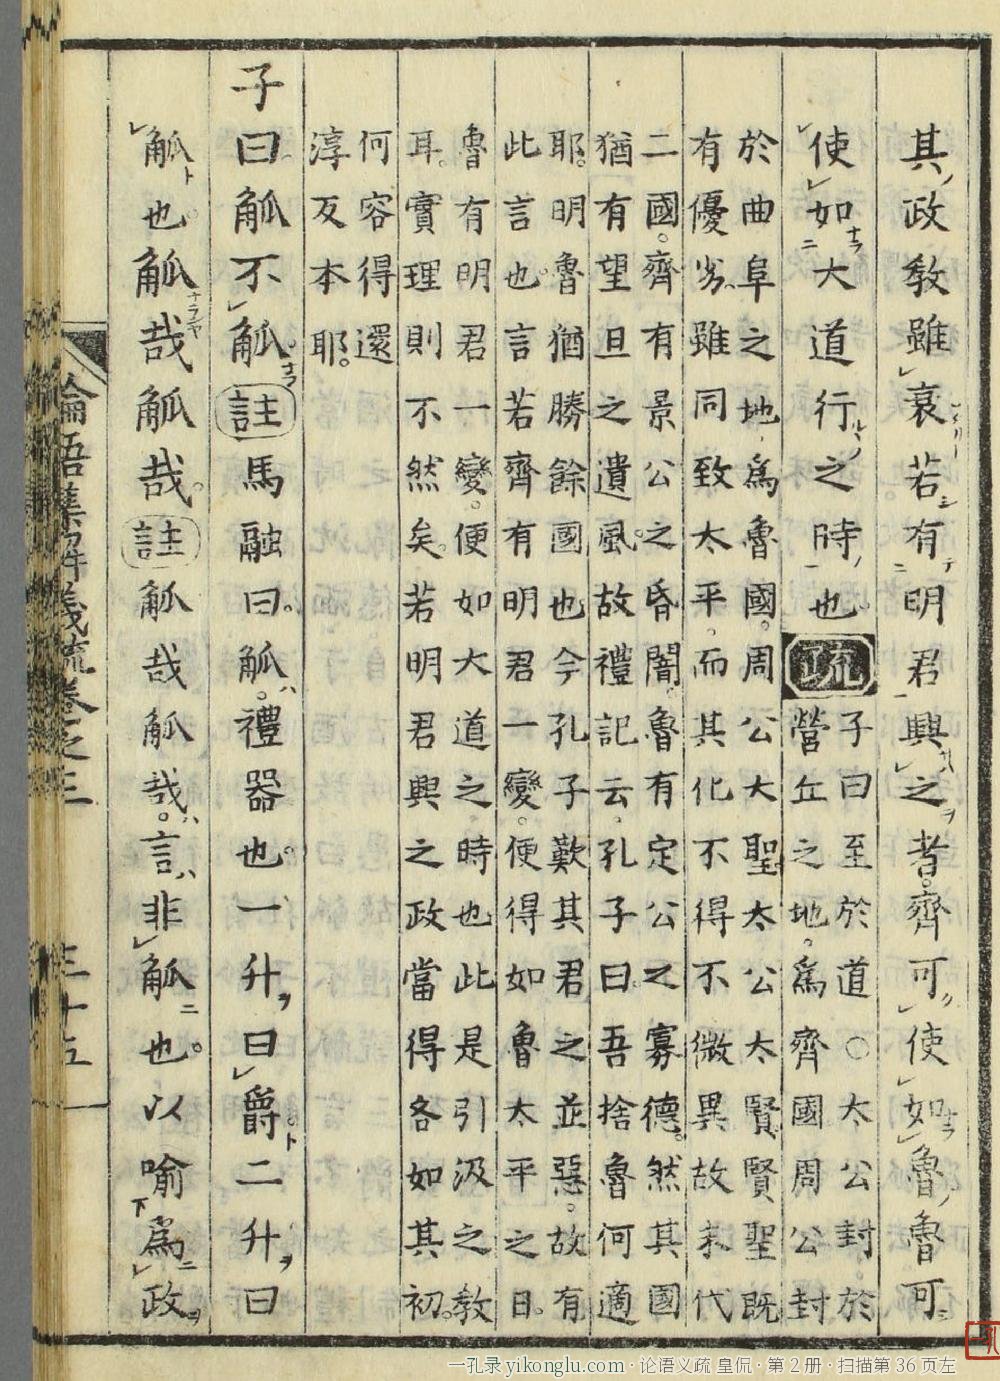 其政教雖衰若有明君興之者。齊可使如魯魯可
使如大道行之時也。疏
子曰至於道○太公封於
營丘之地。爲齊國周公封
於曲阜之地。爲魯國。周公大聖太公太賢賢聖既
有優劣。雖同致太平。而其化不得不微異故末代
二國。齊有景公之昏闇。魯有定公之寡德。然其國
猶有望旦之遺風。故禮記云。孔子曰。吾捨魯何適
耶。明魯猶勝餘國也今孔子歎其君之並惡。故有
此言也。言若齊有明君一變。便得如魯太平之日。
魯有明君一變。便如大道之時也此是引汲之教
耳。實理則不然矣。若明君興之政當得各如其初。
何容得還
淳反本耶。
子曰。觚不觚。註馬融曰。觚。禮器也。一升曰爵。二升曰
觚也。觚哉觚哉。註觚哉觚哉。言非觚也。以喻爲政
論語集解義疏卷之三 三十五
一孔录 yikonglu.com · 论语义疏 皇侃 · 第 2 册 · 扫描第 36 页左